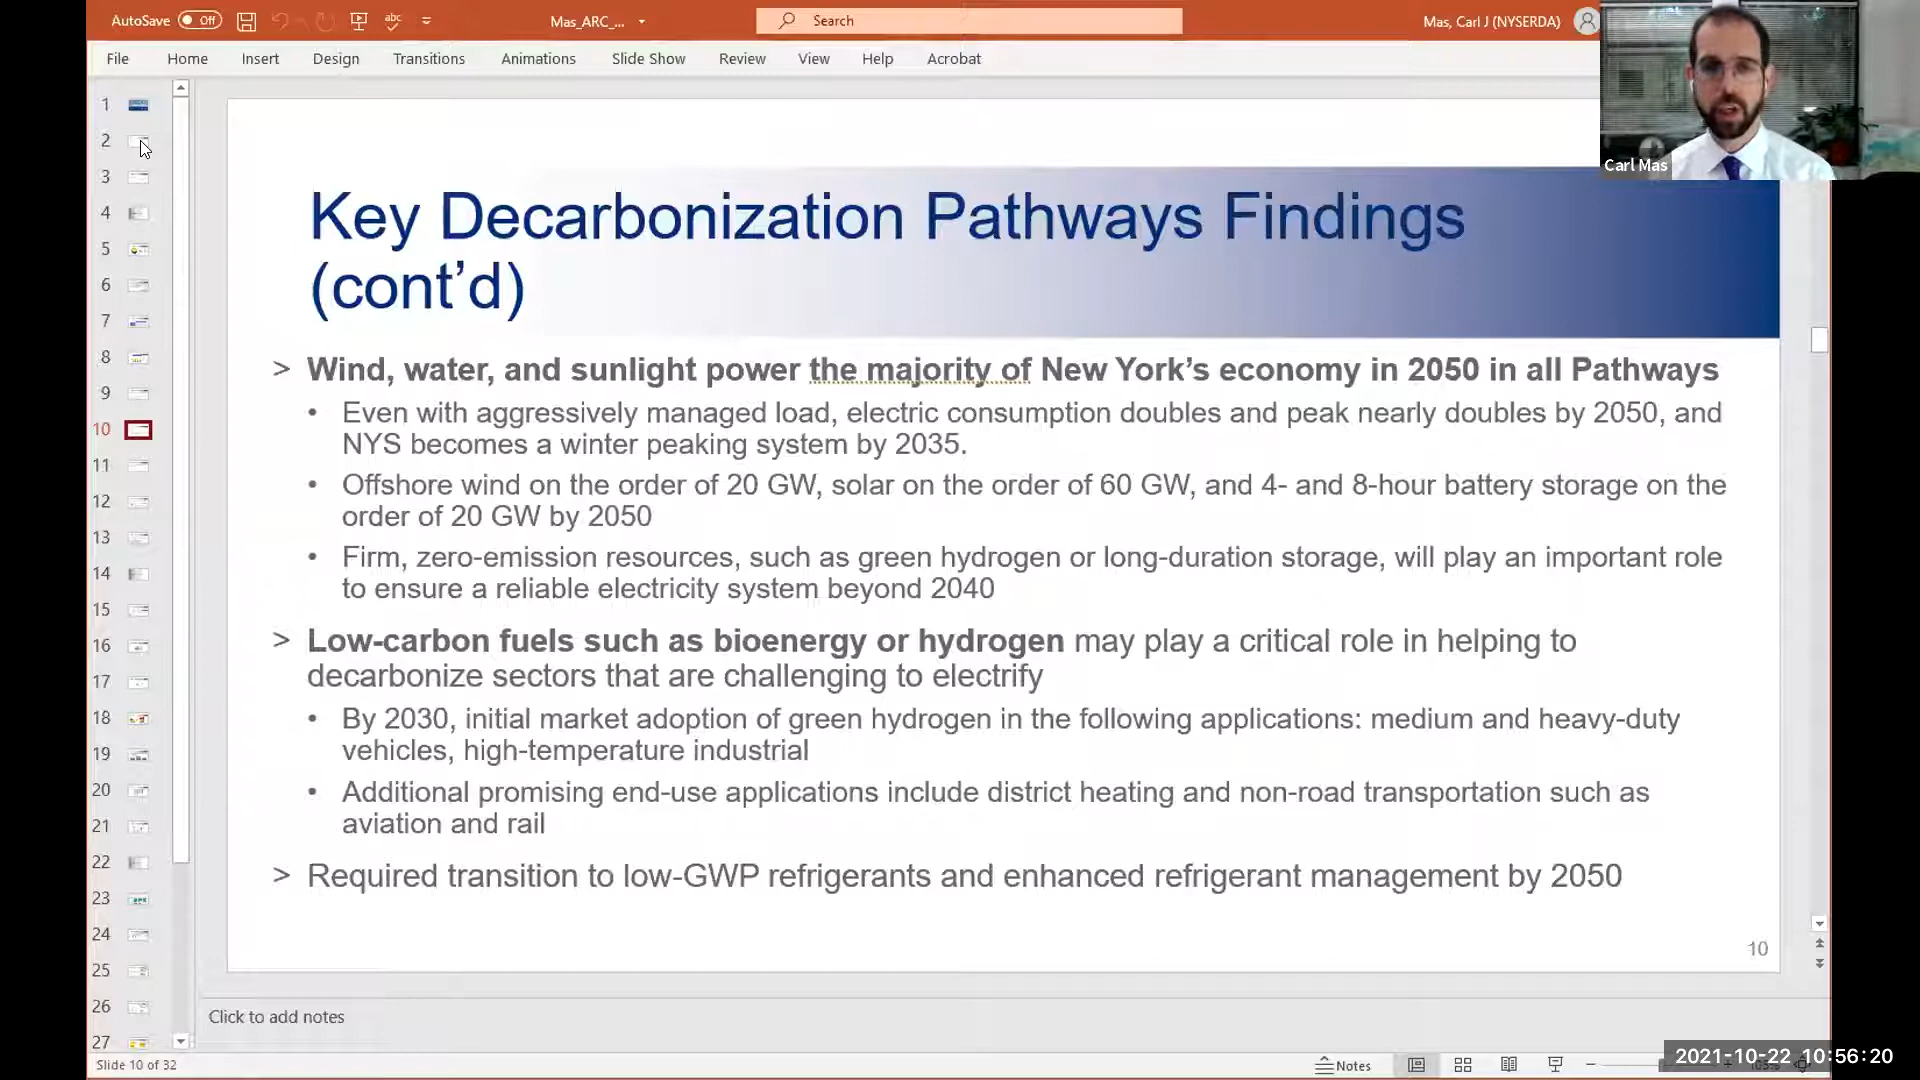 AutoSave Off
abc
Mas_ARC_...
Search
Mas, Carl J (NYSERDA)
File Home Insert Design Transitions Animations Slide Show Review View Help Acrobat
Carl Mas
1
2
3
4
5
6
7
8
9
10
11
12
13
14
15
16
17
18
19
20
21
22
23
24
25
26
27
Key Decarbonization Pathways Findings
(cont’d)
> Wind, water, and sunlight power the majority of New York’s economy in 2050 in all Pathways
• Even with aggressively managed load, electric consumption doubles and peak nearly doubles by 2050, and
NYS becomes a winter peaking system by 2035.
• Offshore wind on the order of 20 GW, solar on the order of 60 GW, and 4- and 8-hour battery storage on the
order of 20 GW by 2050
• Firm, zero-emission resources, such as green hydrogen or long-duration storage, will play an important role
to ensure a reliable electricity system beyond 2040
> Low-carbon fuels such as bioenergy or hydrogen may play a critical role in helping to
decarbonize sectors that are challenging to electrify
• By 2030, initial market adoption of green hydrogen in the following applications: medium and heavy-duty
vehicles, high-temperature industrial
• Additional promising end-use applications include district heating and non-road transportation such as
aviation and rail
> Required transition to low-GWP refrigerants and enhanced refrigerant management by 2050
10
Click to add notes
Slide 10 of 32
Notes
2021-10-22 10:56:20